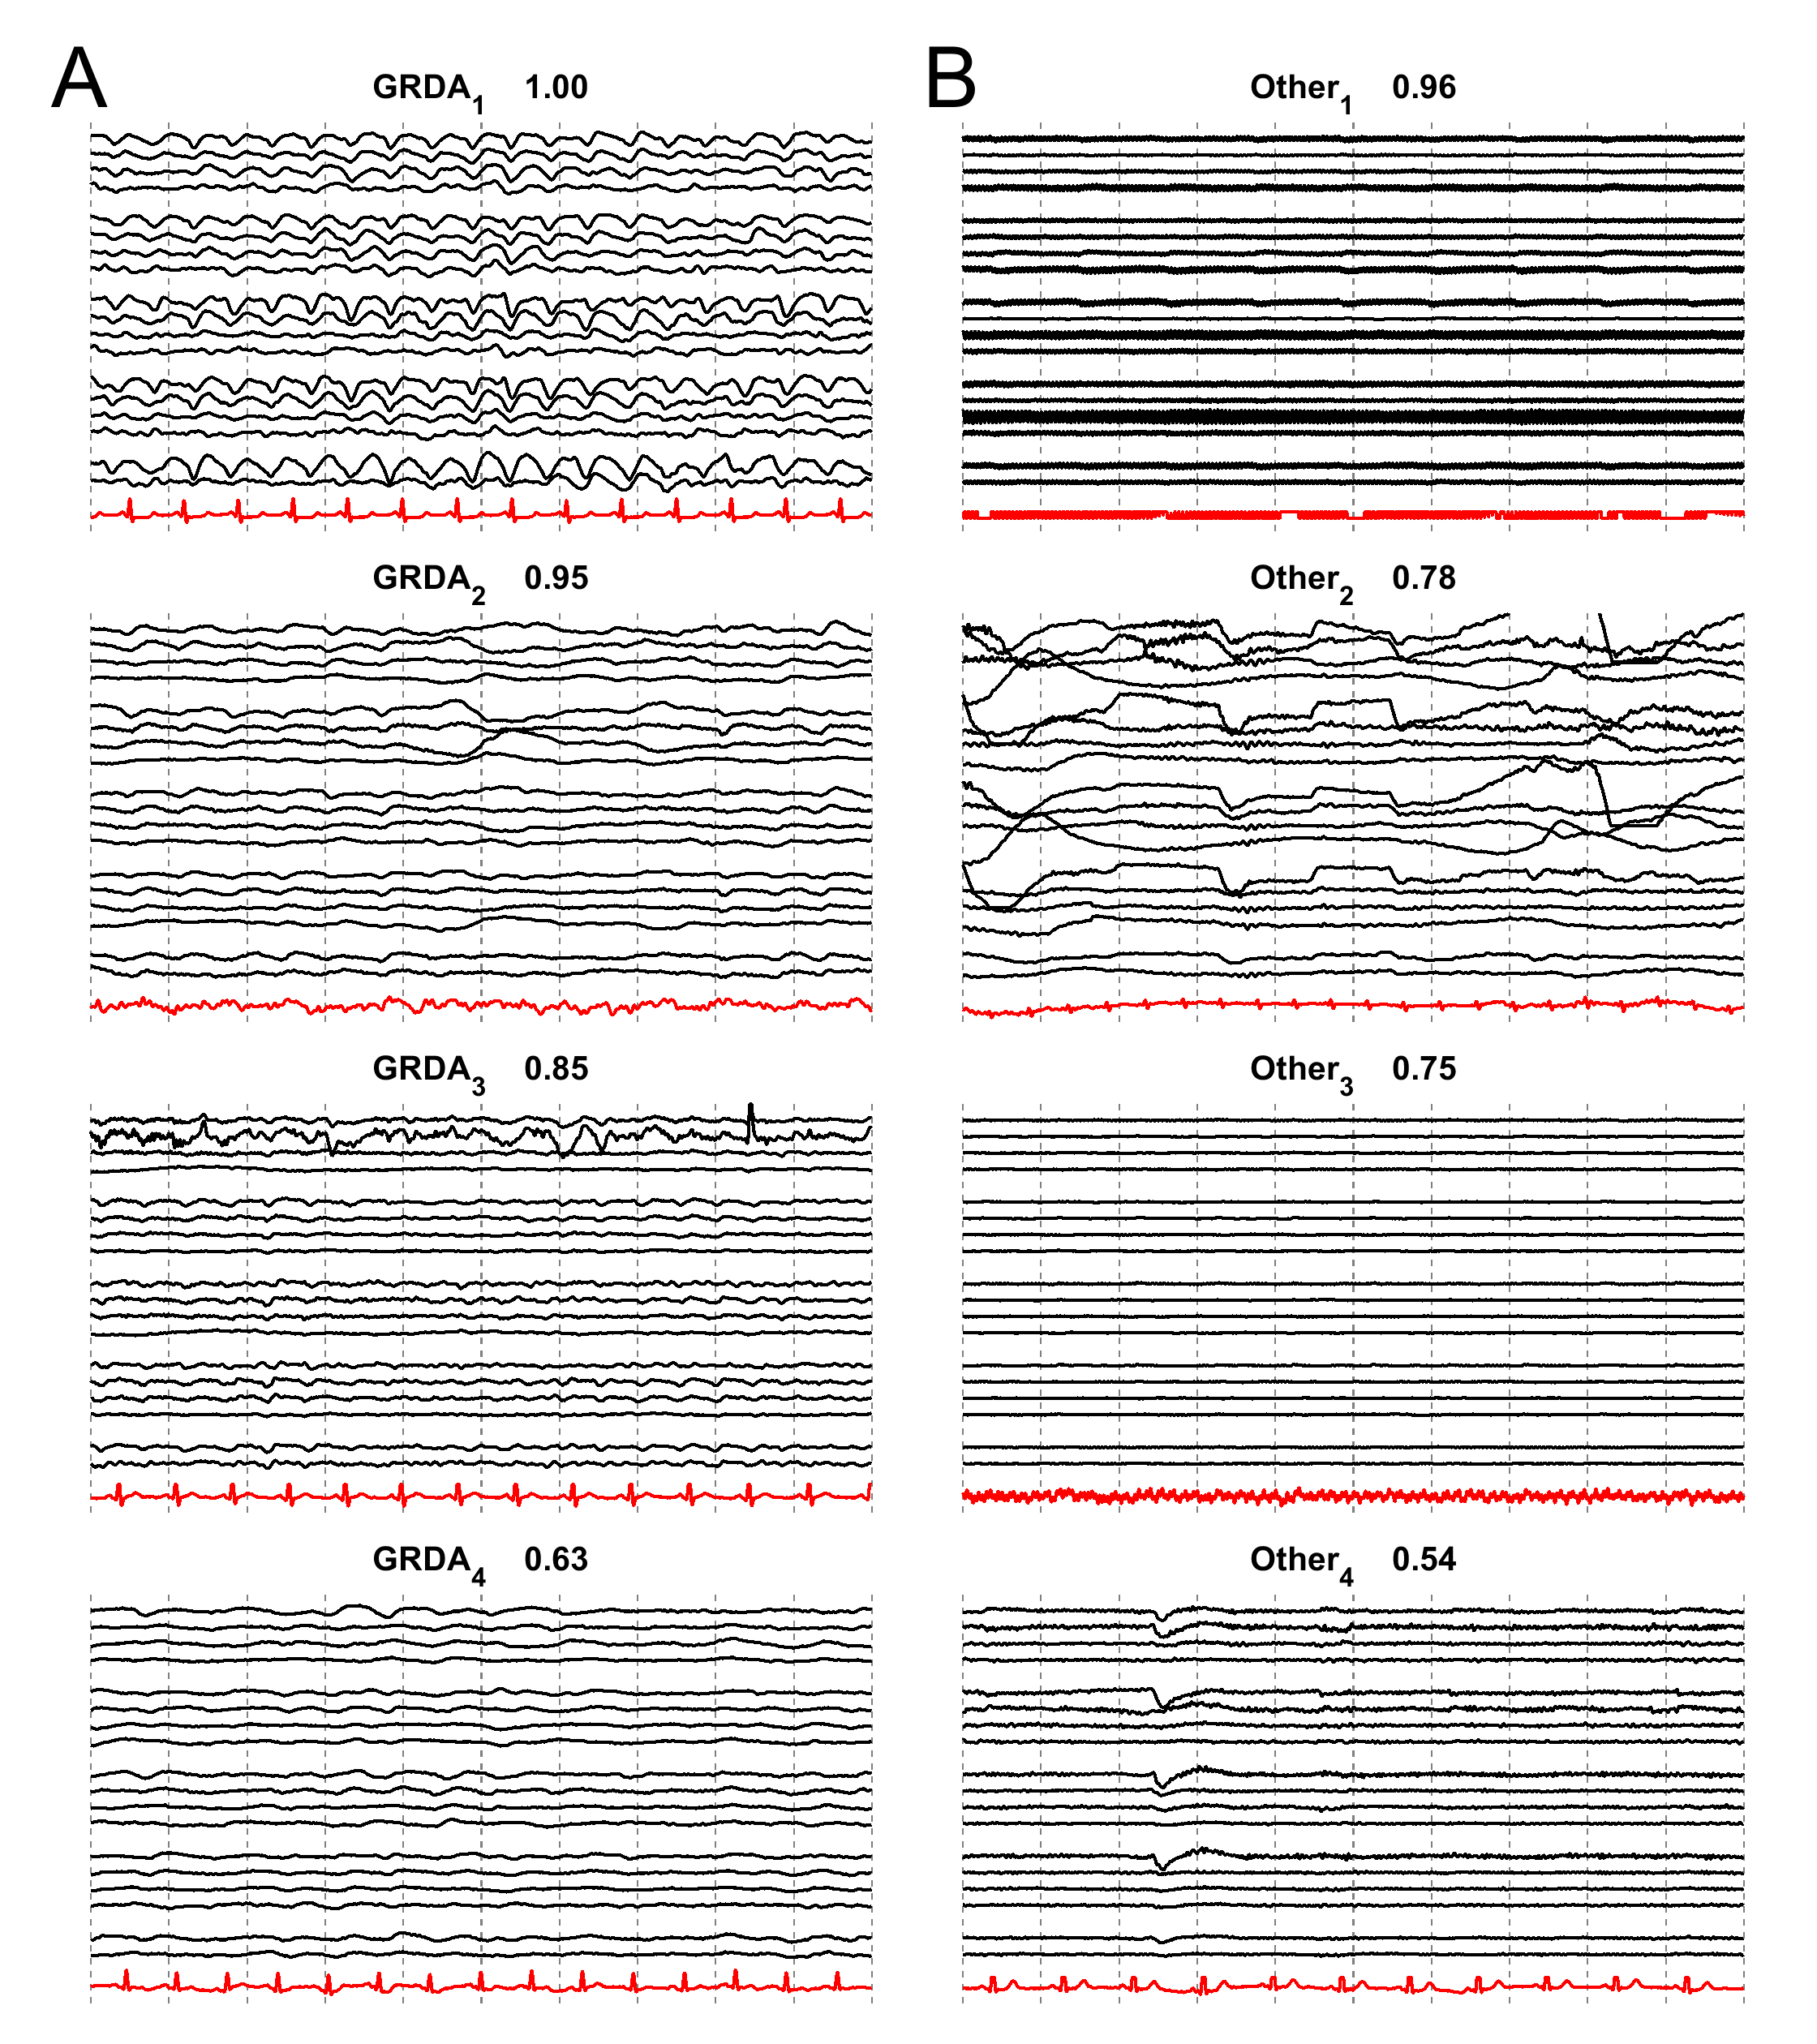 A
B
GRDA1 1.00
Other1 0.96
GRDA2 0.95
Other2 0.78
GRDA3 0.85
Other3 0.75
GRDA4 0.63
Other4 0.54